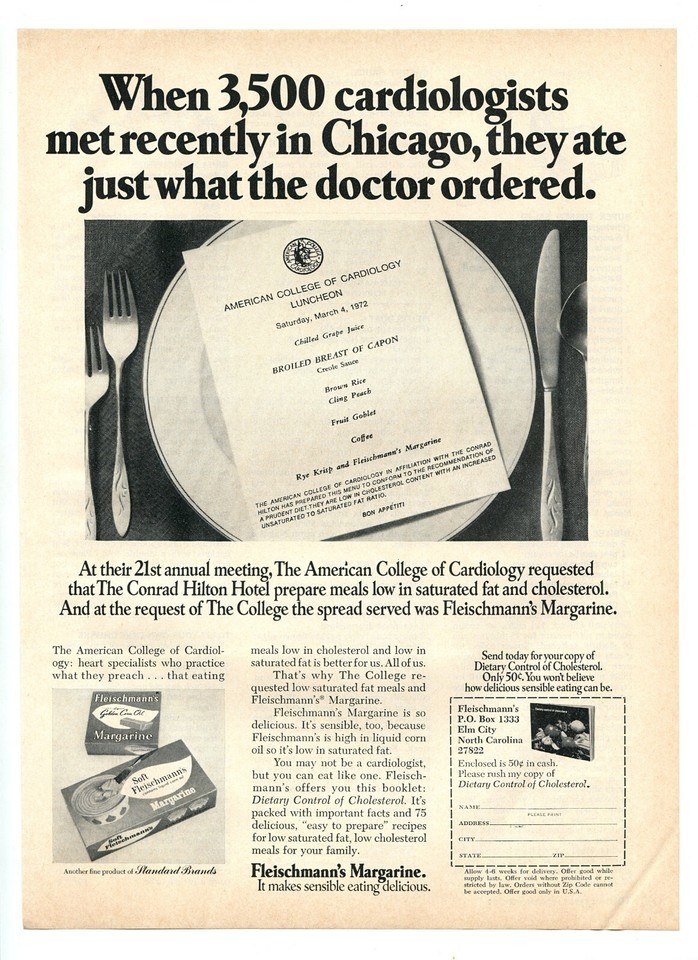 When 3,500 cardiologists
met recently in Chicago, they ate
just what the doctor ordered.
AMERICAN COLLEGE OF CARDIOLOGY
LUNCHEON
Saturday, March 4, 1972
Chilled Grape Juice
BROILED BREAST OF CAPON
Creole Sauce
Brown Rice
Cling Peach
Fruit Goblet
Coffee
Rye Krisp and Fleischmann's Margarine
THE AMERICAN COLLEGE OF CARDIOLOGY IN AFFILIATION WITH THE CONRAD
HILTON HAS PREPARED THIS MENU TO CONFORM TO THE RECOMMENDATION OF
A PRUDENT DIET. THEY ARE LOW IN CHOLESTEROL CONTENT WITH AN INCREASED
UNSATURATED TO SATURATED FAT RATIO.
BON APPÉTIT!
At their 21st annual meeting, The American College of Cardiology requested
that The Conrad Hilton Hotel prepare meals low in saturated fat and cholesterol.
And at the request of The College the spread served was Fleischmann's Margarine.
The American College of Cardiol-
ogy: heart specialists who practice
what they preach . . . that eating
Fleischmann's
Golden Corn Oil
Margarine
Soft
Fleischmann's
Margarine
Soft
Fleischmann's
Another fine product of Standard Brands
meals low in cholesterol and low in
saturated fat is better for us. All of us.
That's why The College re-
quested low saturated fat meals and
Fleischmann's® Margarine.
Fleischmann's Margarine is so
delicious. It's sensible, too, because
Fleischmann's is high in liquid corn
oil so it's low in saturated fat.
You may not be a cardiologist,
but you can eat like one. Fleisch-
mann's offers you this booklet:
Dietary Control of Cholesterol. It's
packed with important facts and 75
delicious, "easy to prepare" recipes
for low saturated fat, low cholesterol
meals for your family.
Fleischmann's Margarine.
It makes sensible eating delicious.
Send today for your copy of
Dietary Control of Cholesterol.
Only 50¢. You won't believe
how delicious sensible eating can be.
Fleischmann's
P.O. Box 1333
Elm City
North Carolina
27822
Enclosed is 50¢ in cash.
Please rush my copy of
Dietary Control of Cholesterol.
NAME
PLEASE PRINT
ADDRESS
CITY
STATE ZIP
Allow 4-6 weeks for delivery. Offer good while
supply lasts. Offer void where prohibited or re-
stricted by law. Orders without Zip Code cannot
be accepted. Offer good only in U.S.A.